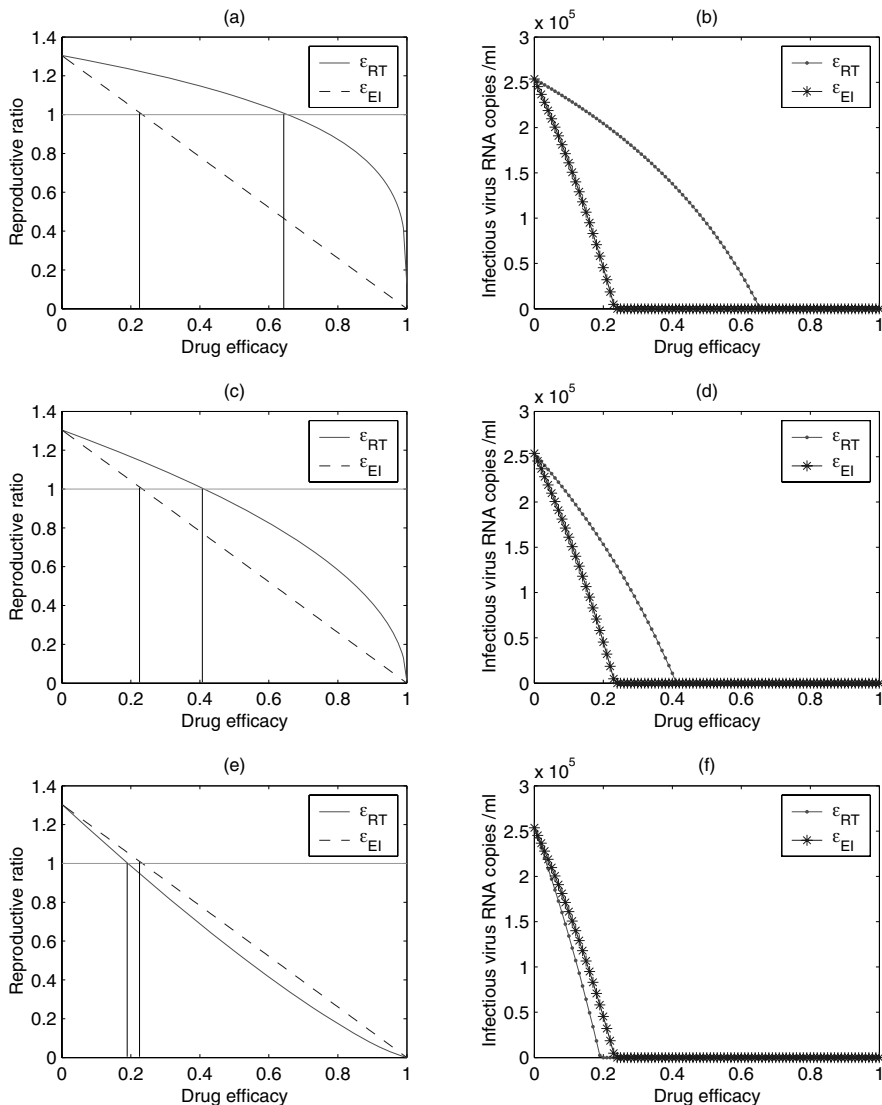 (a)
1.4
1.2
1
0.8
0.6
0.4
0.2
0
0 0.2 0.4 0.6 0.8 1
Reproductive ratio
Drug efficacy
ε_RT
ε_EI
(b)
x 10^5
3
2.5
2
1.5
1
0.5
0
0 0.2 0.4 0.6 0.8 1
Infectious virus RNA copies /ml
Drug efficacy
ε_RT
ε_EI
(c)
1.4
1.2
1
0.8
0.6
0.4
0.2
0
0 0.2 0.4 0.6 0.8 1
Reproductive ratio
Drug efficacy
ε_RT
ε_EI
(d)
x 10^5
3
2.5
2
1.5
1
0.5
0
0 0.2 0.4 0.6 0.8 1
Infectious virus RNA copies /ml
Drug efficacy
ε_RT
ε_EI
(e)
1.4
1.2
1
0.8
0.6
0.4
0.2
0
0 0.2 0.4 0.6 0.8 1
Reproductive ratio
Drug efficacy
ε_RT
ε_EI
(f)
x 10^5
3
2.5
2
1.5
1
0.5
0
0 0.2 0.4 0.6 0.8 1
Infectious virus RNA copies /ml
Drug efficacy
ε_RT
ε_EI